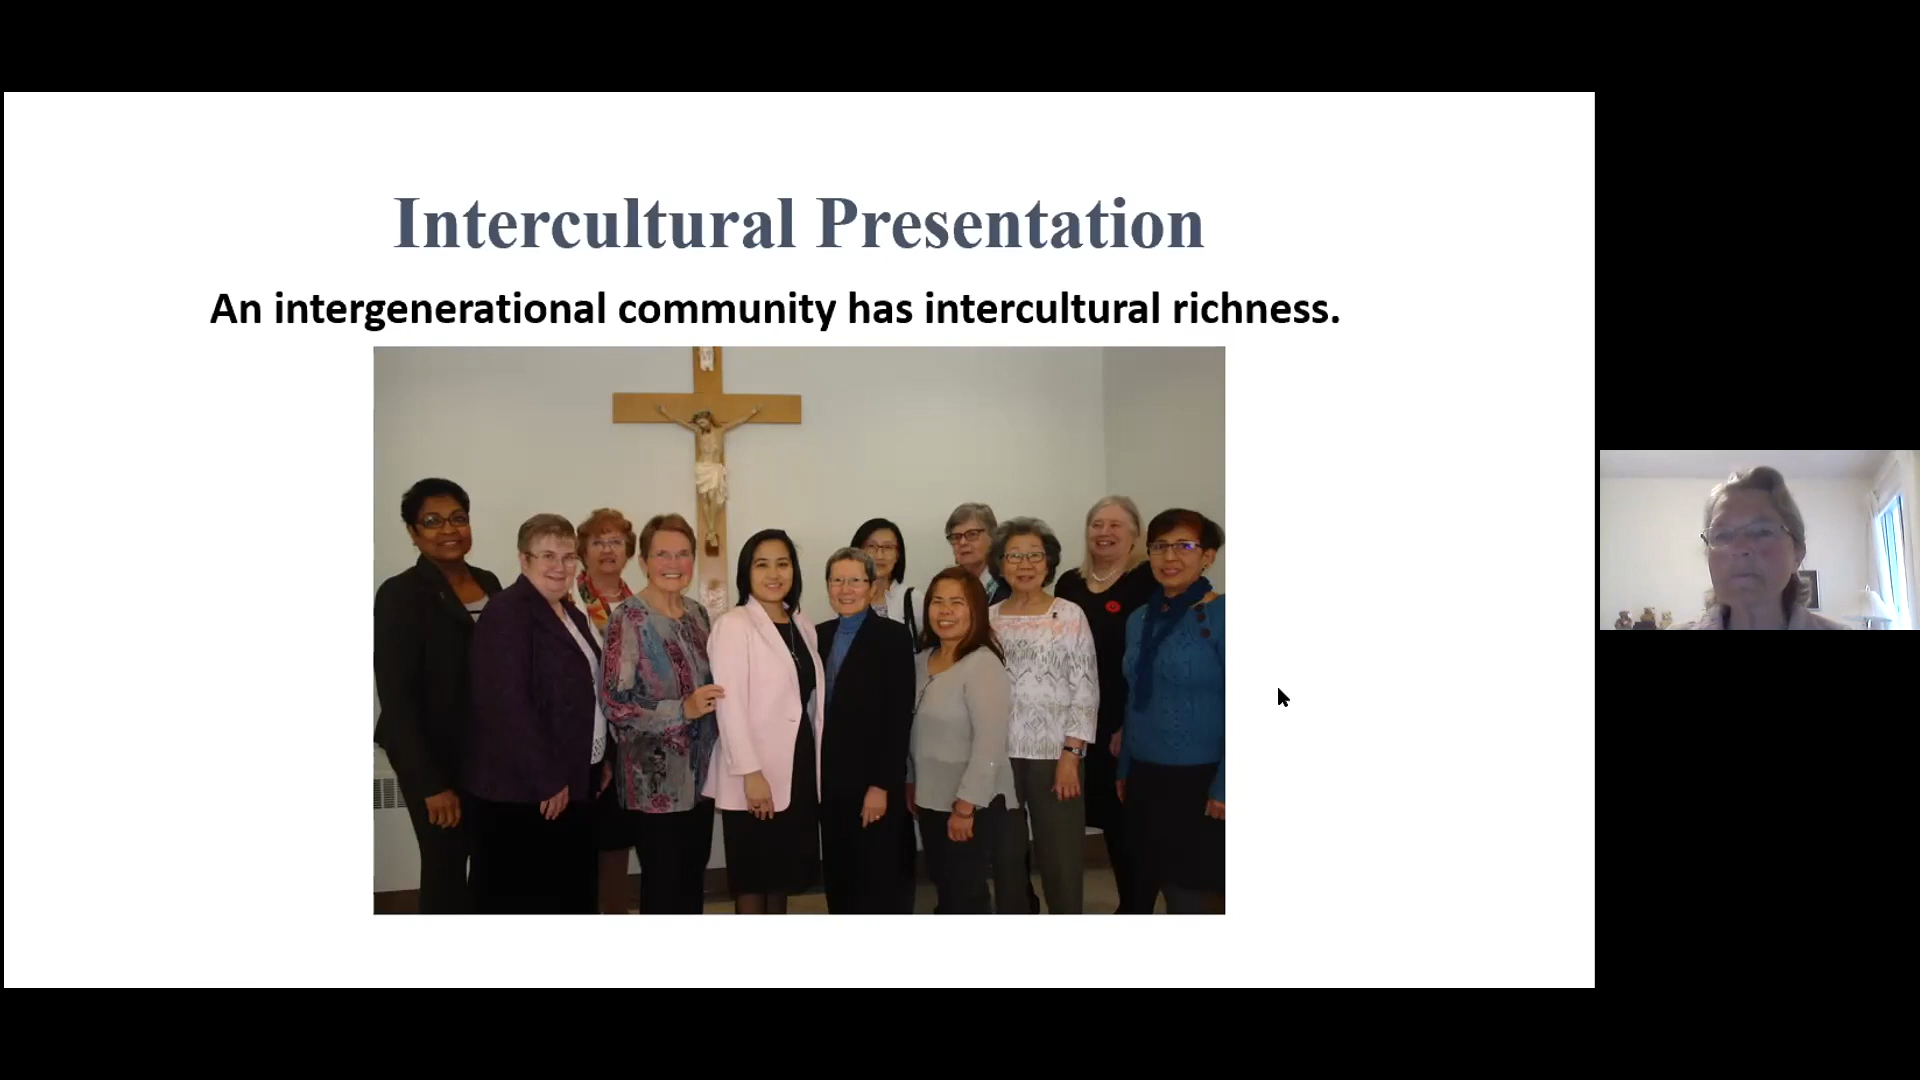 Intercultural Presentation
An intergenerational community has intercultural richness.